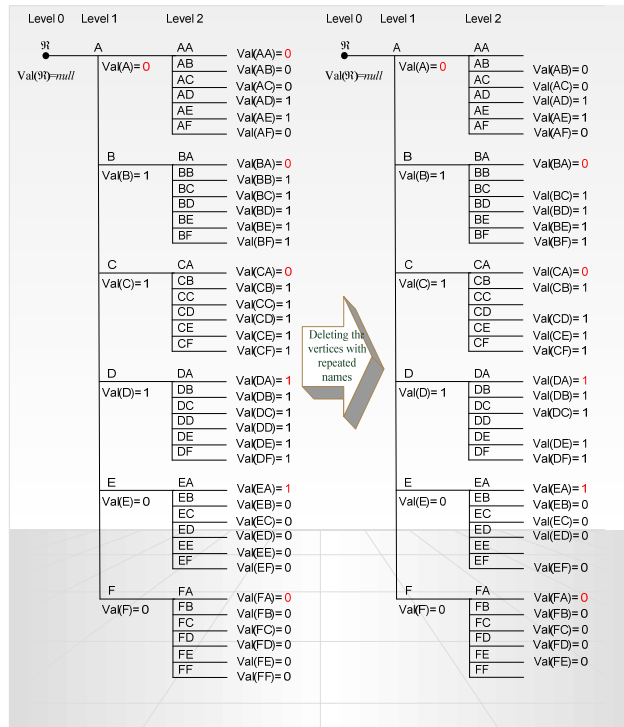 Level 0 Level 1 Level 2 Level 0 Level 1 Level 2
ℜ A AA ℜ A AA
Val(ℜ)=null Val(A)= 0 Val(AA)= 0 Val(ℜ)=null Val(A)= 0
AB Val(AB)= 0 AB Val(AB)= 0
AC Val(AC)= 0 AC Val(AC)= 0
AD Val(AD)= 1 AD Val(AD)= 1
AE Val(AE)= 1 AE Val(AE)= 1
AF Val(AF)= 0 AF Val(AF)= 0
B BA Val(BA)= 0 B BA Val(BA)= 0
Val(B)= 1 BB Val(BB)= 1 Val(B)= 1 BB
BC Val(BC)= 1 BC Val(BC)= 1
BD Val(BD)= 1 BD Val(BD)= 1
BE Val(BE)= 1 BE Val(BE)= 1
BF Val(BF)= 1 BF Val(BF)= 1
C CA Val(CA)= 0 C CA Val(CA)= 0
Val(C)= 1 CB Val(CB)= 1 Val(C)= 1 CB Val(CB)= 1
CC Val(CC)= 1 CC
CD Val(CD)= 1 CD Val(CD)= 1
CE Val(CE)= 1 CE Val(CE)= 1
CF Val(CF)= 1 CF Val(CF)= 1
Deleting the
vertices with
repeated
names
D DA Val(DA)= 1 D DA Val(DA)= 1
Val(D)= 1 DB Val(DB)= 1 Val(D)= 1 DB Val(DB)= 1
DC Val(DC)= 1 DC Val(DC)= 1
DD Val(DD)= 1 DD
DE Val(DE)= 1 DE Val(DE)= 1
DF Val(DF)= 1 DF Val(DF)= 1
E EA Val(EA)= 1 E EA Val(EA)= 1
Val(E)= 0 EB Val(EB)= 0 Val(E)= 0 EB Val(EB)= 0
EC Val(EC)= 0 EC Val(EC)= 0
ED Val(ED)= 0 ED Val(ED)= 0
EE Val(EE)= 0 EE
EF Val(EF)= 0 EF Val(EF)= 0
F FA Val(FA)= 0 F FA Val(FA)= 0
Val(F)= 0 FB Val(FB)= 0 Val(F)= 0 FB Val(FB)= 0
FC Val(FC)= 0 FC Val(FC)= 0
FD Val(FD)= 0 FD Val(FD)= 0
FE Val(FE)= 0 FE Val(FE)= 0
FF Val(FF)= 0 FF